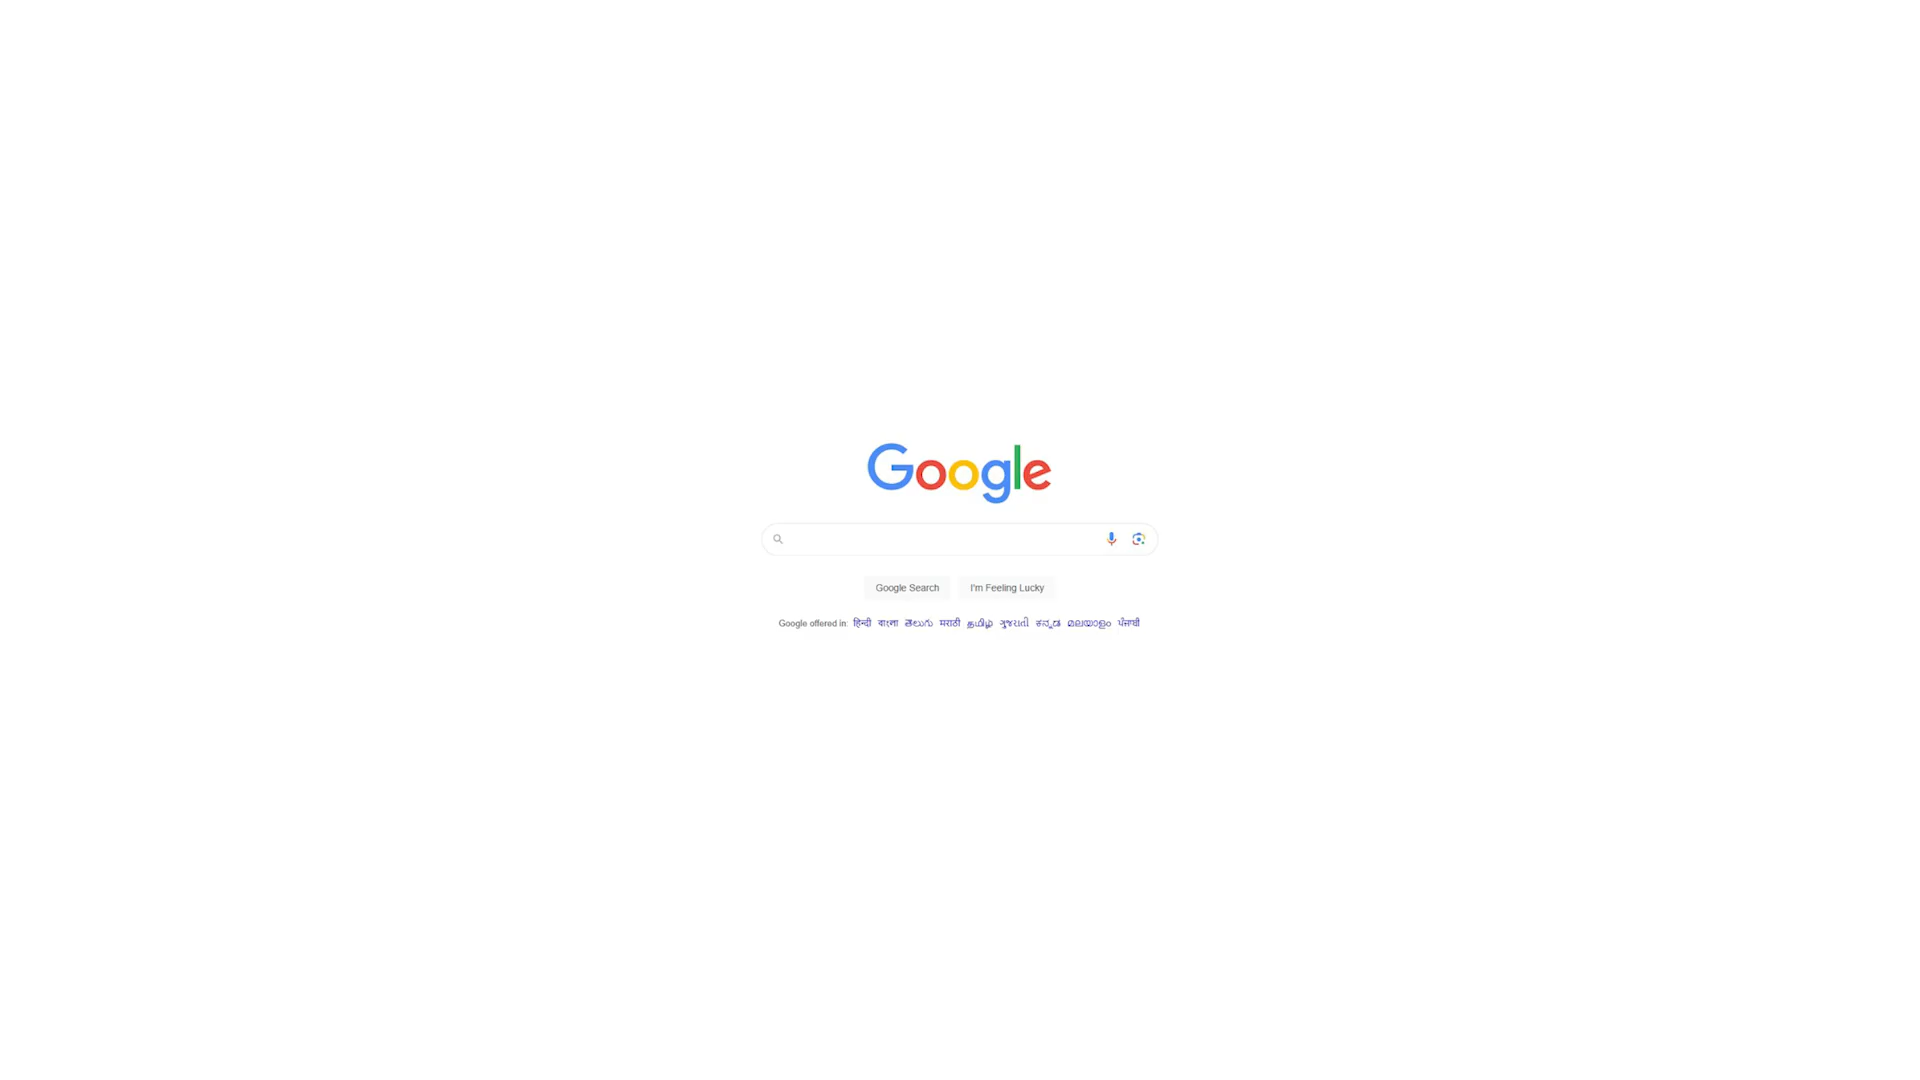 Google
Google Search I'm Feeling Lucky
Google offered in: हिन्दी বাংলা తెలుగు मराठी தமிழ் ગુજરાતી ಕನ್ನಡ മലയാളം ਪੰਜਾਬੀ